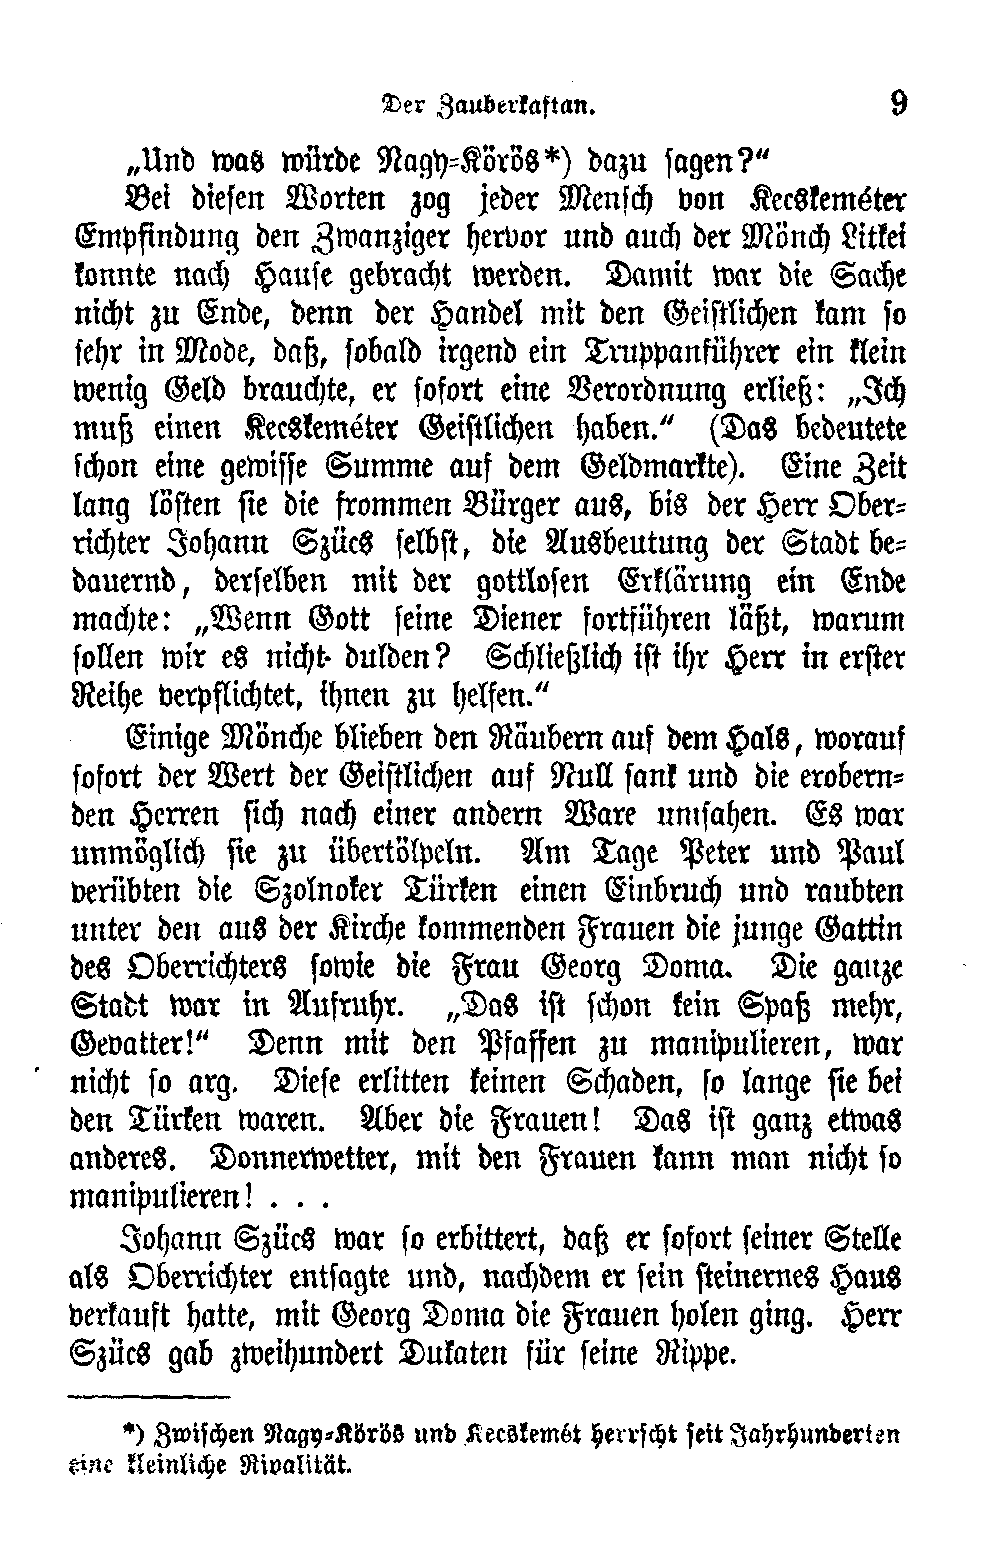 Der Zauberkaftan. 9
„Und was würde Nagy-Körös*) dazu sagen?“
Bei diesen Worten zog jeder Mensch von Kecskeméter
Empfindung den Zwanziger hervor und auch der Mönch Litkei
konnte nach Hause gebracht werden. Damit war die Sache
nicht zu Ende, denn der Handel mit den Geistlichen kam so
sehr in Mode, daß, sobald irgend ein Truppanführer ein klein
wenig Geld brauchte, er sofort eine Verordnung erließ: „Ich
muß einen Kecskeméter Geistlichen haben.“ (Das bedeutete
schon eine gewisse Summe auf dem Geldmarkte). Eine Zeit
lang lösten sie die frommen Bürger aus, bis der Herr Ober-
richter Johann Szücs selbst, die Ausbeutung der Stadt be-
dauernd, derselben mit der gottlosen Erklärung ein Ende
machte: „Wenn Gott seine Diener fortführen läßt, warum
sollen wir es nicht dulden? Schließlich ist ihr Herr in erster
Reihe verpflichtet, ihnen zu helfen.“
Einige Mönche blieben den Räubern auf dem Hals, worauf
sofort der Wert der Geistlichen auf Null sank und die erobern-
den Herren sich nach einer andern Ware umsahen. Es war
unmöglich sie zu übertölpeln. Am Tage Peter und Paul
verübten die Szolnoker Türken einen Einbruch und raubten
unter den aus der Kirche kommenden Frauen die junge Gattin
des Oberrichters sowie die Frau Georg Doma. Die ganze
Stadt war in Aufruhr. „Das ist schon kein Spaß mehr,
Gevatter!“ Denn mit den Pfaffen zu manipulieren, war
nicht so arg. Diese erlitten keinen Schaden, so lange sie bei
den Türken waren. Aber die Frauen! Das ist ganz etwas
anderes. Donnerwetter, mit den Frauen kann man nicht so
manipulieren! . . .
Johann Szücs war so erbittert, daß er sofort seiner Stelle
als Oberrichter entsagte und, nachdem er sein steinernes Haus
verkauft hatte, mit Georg Doma die Frauen holen ging. Herr
Szücs gab zweihundert Dukaten für seine Rippe.
*) Zwischen Nagy-Körös und Kecskemét herrscht seit Jahrhunderten
eine kleinliche Rivalität.